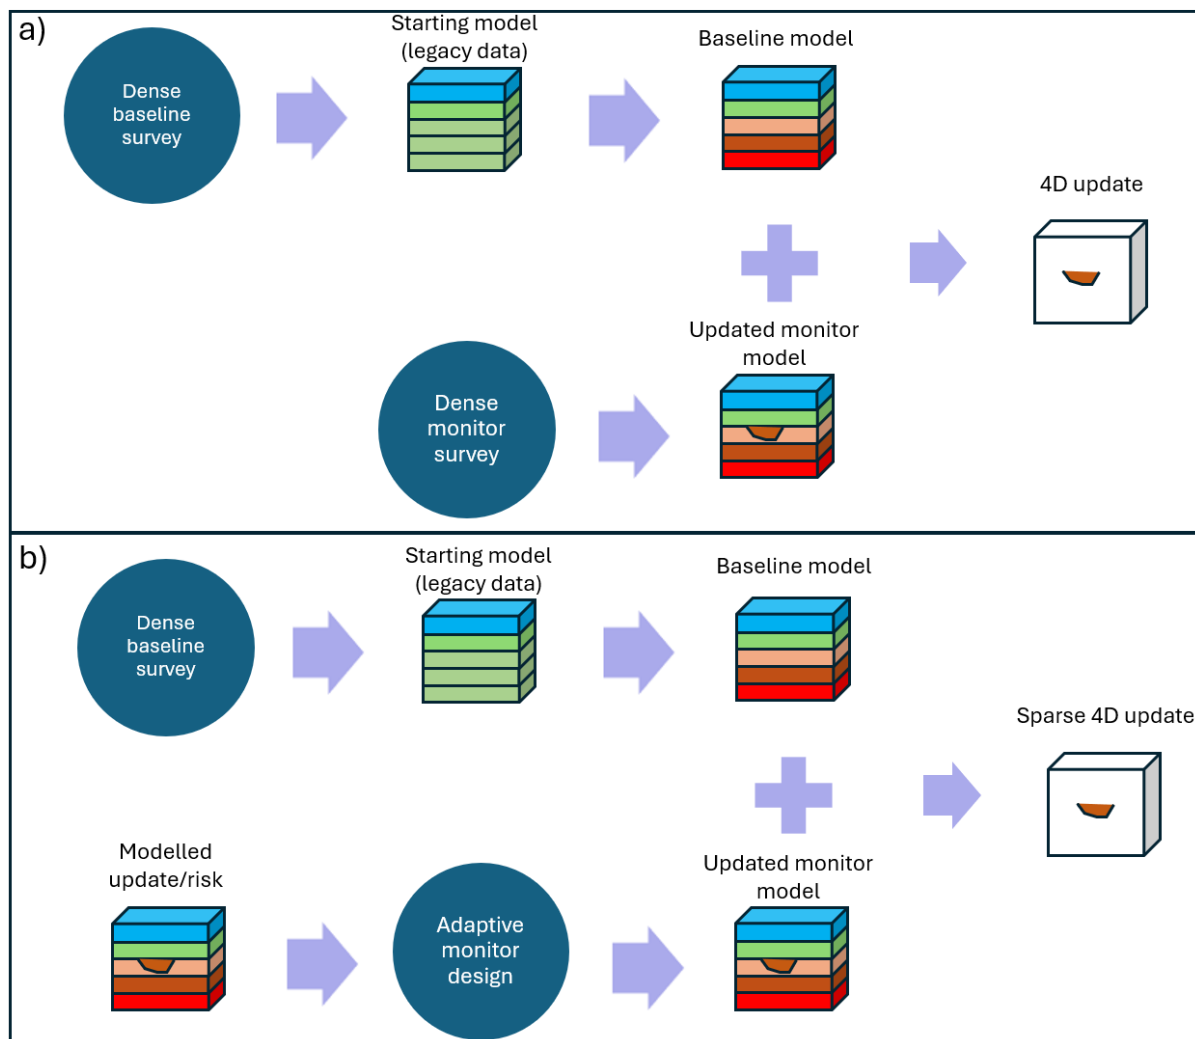 a)
Dense
baseline
survey
Starting model
(legacy data)
Baseline model
4D update
Dense
monitor
survey
Updated monitor
model
b)
Dense
baseline
survey
Starting model
(legacy data)
Baseline model
Sparse 4D update
Modelled
update/risk
Adaptive
monitor
design
Updated monitor
model